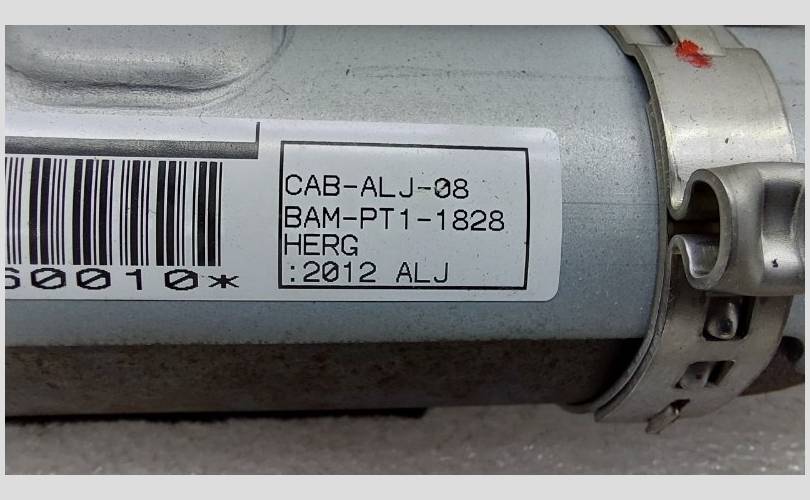 CAB-ALJ-08
BAM-PT1-1828
HERG
:2012 ALJ
60010*